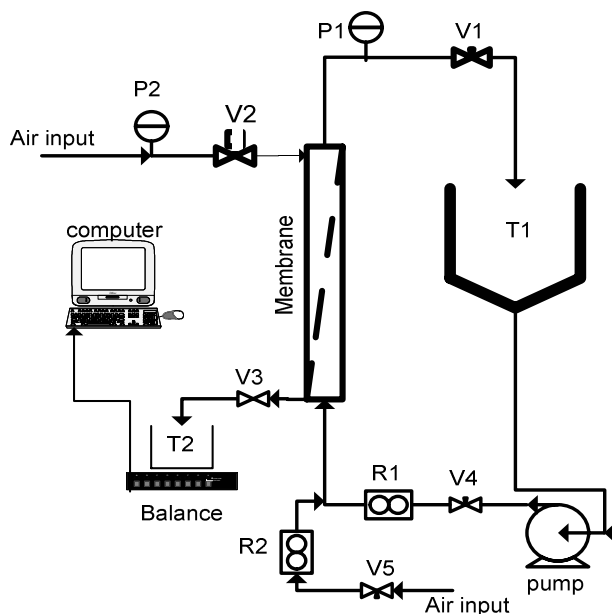 P1
V1
P2
V2
Air input
T1
computer
Membrane
V3
T2
R1
V4
Balance
R2
V5
pump
Air input